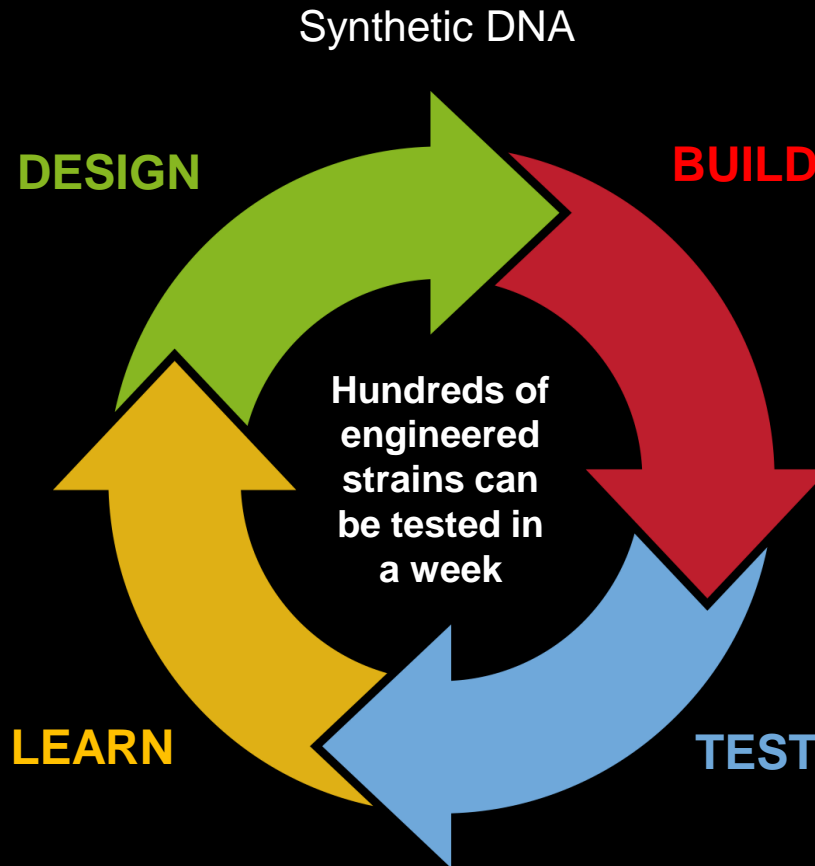 Synthetic DNA
DESIGN
BUILD
Hundreds of
engineered
strains can
be tested in
a week
LEARN
TEST